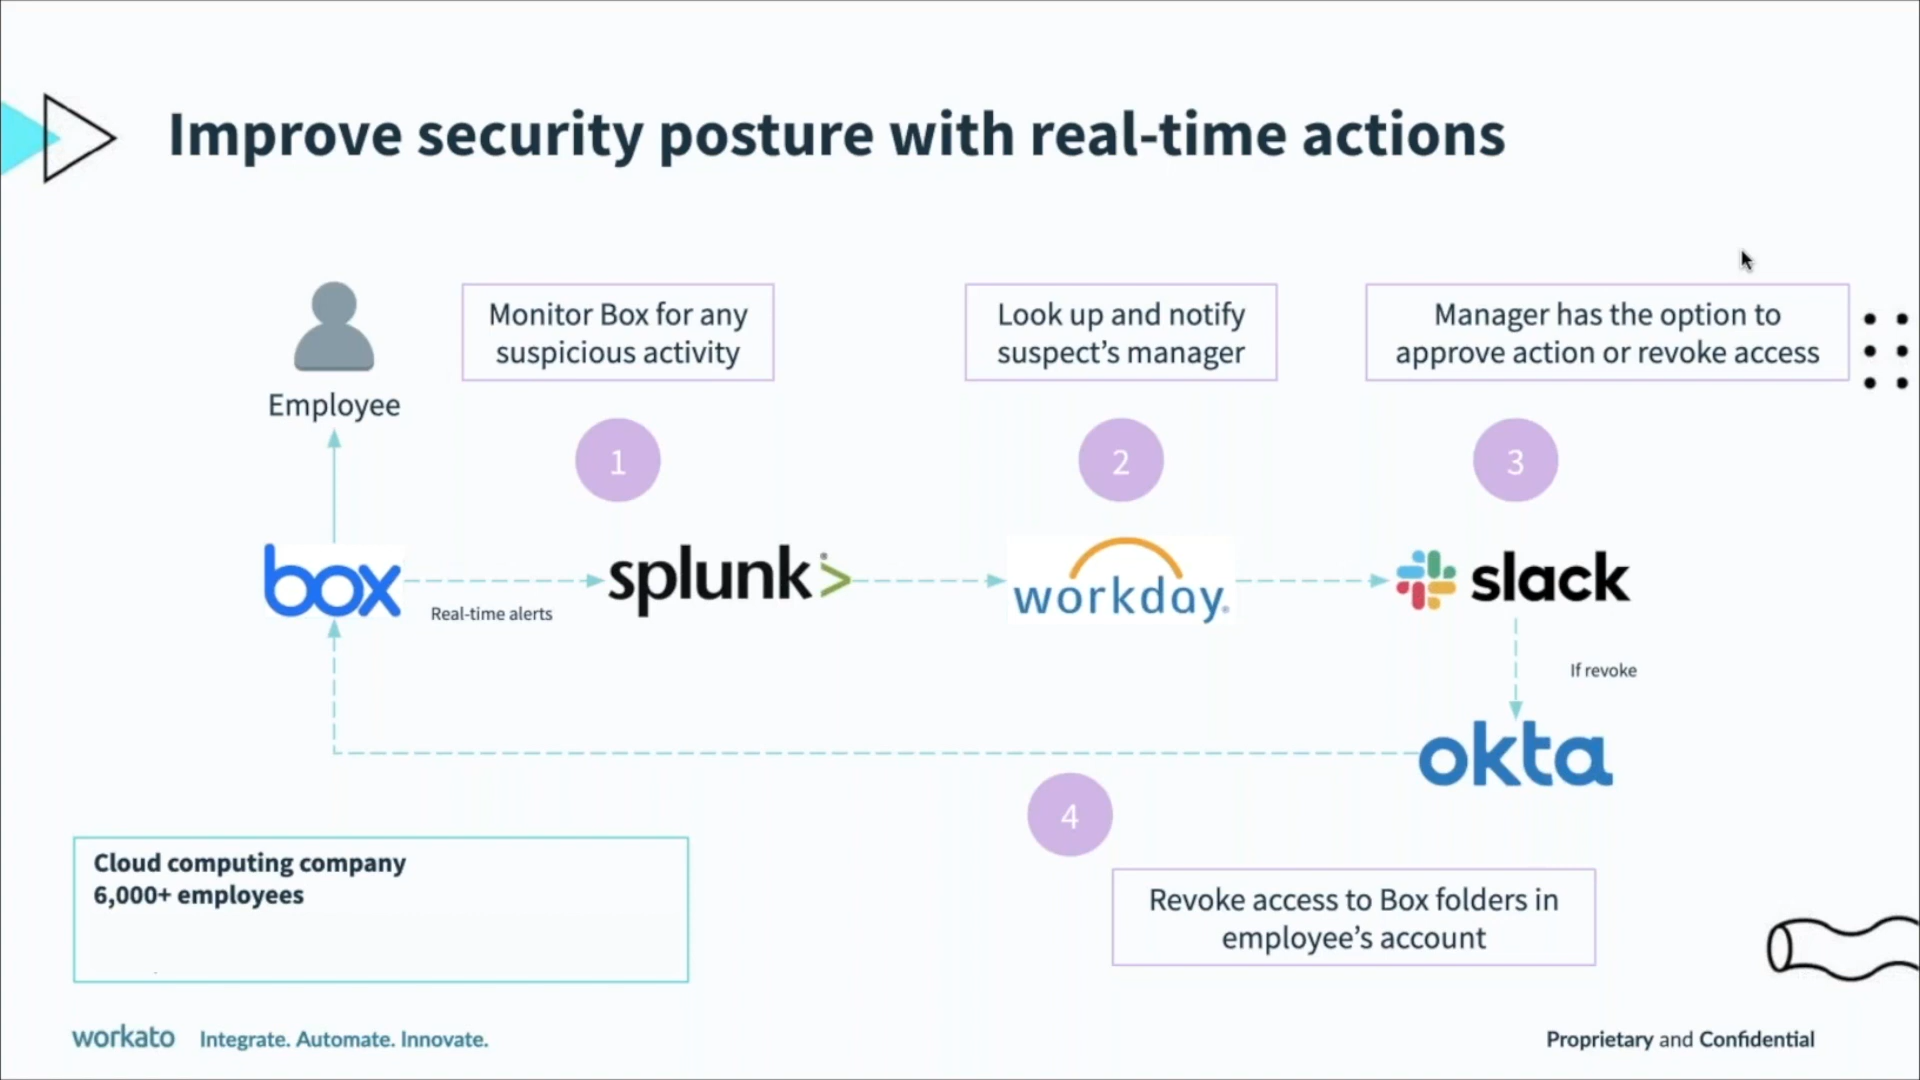 Improve security posture with real-time actions
Monitor Box for any
suspicious activity
Look up and notify
suspect's manager
Manager has the option to
approve action or revoke access
Employee
1
2
3
box
Real-time alerts
splunk>
workday.
slack
If revoke
okta
4
Revoke access to Box folders in
employee's account
Cloud computing company
6,000+ employees
workato Integrate. Automate. Innovate.
Proprietary and Confidential